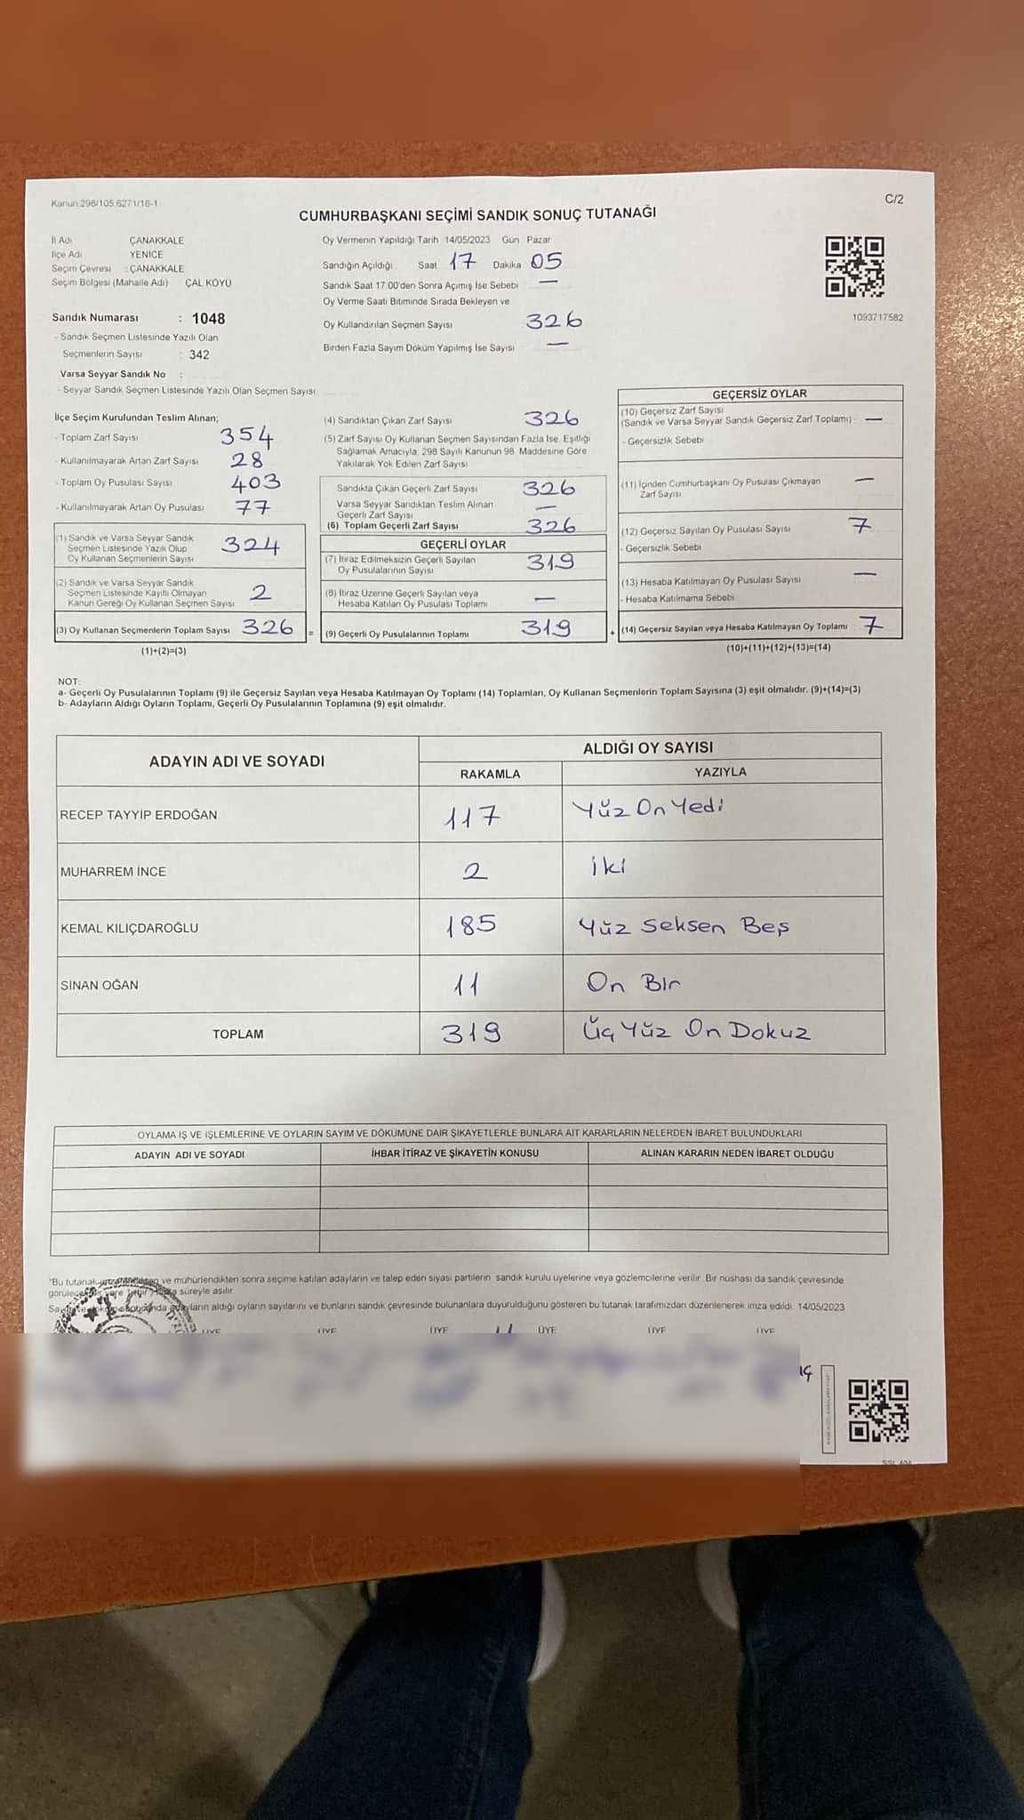 Kanun:298/105,6271/16-1
C/2
CUMHURBAŞKANI SEÇİMİ SANDIK SONUÇ TUTANAĞI
İl Adı ÇANAKKALE
İlçe Adı YENİCE
Seçim Çevresi : ÇANAKKALE
Seçim Bölgesi (Mahalle Adı) ÇAL KÖYÜ
Sandık Numarası : 1048
- Sandık Seçmen Listesinde Yazılı Olan
Seçmenlerin Sayısı : 342
Varsa Seyyar Sandık No :
- Seyyar Sandık Seçmen Listesinde Yazılı Olan Seçmen Sayısı
Oy Vermenin Yapıldığı Tarih 14/05/2023 Gün Pazar
Sandığın Açıldığı Saat 17 Dakika 05
Sandık Saat 17:00'den Sonra Açımış İse Sebebi —
Oy Verme Saati Bitiminde Sırada Bekleyen ve
Oy Kullandırılan Seçmen Sayısı 326
Birden Fazla Sayım Döküm Yapılmış İse Sayısı —
1093717582
İlçe Seçim Kurulundan Teslim Alınan;
- Toplam Zarf Sayısı 354
- Kullanılmayarak Artan Zarf Sayısı 28
- Toplam Oy Pusulası Sayısı 403
- Kullanılmayarak Artan Oy Pusulası 77
(1) Sandık ve Varsa Seyyar Sandık
Seçmen Listesinde Yazılı Olup
Oy Kullanan Seçmenlerin Sayısı 324
(2) Sandık ve Varsa Seyyar Sandık
Seçmen Listesinde Kayıtlı Olmayan
Kanun Gereği Oy Kullanan Seçmen Sayısı 2
(3) Oy Kullanan Seçmenlerin Toplam Sayısı 326 =
(1)+(2)=(3)
(4) Sandıktan Çıkan Zarf Sayısı 326
(5) Zarf Sayısı Oy Kullanan Seçmen Sayısından Fazla İse, Eşitliği
Sağlamak Amacıyla, 298 Sayılı Kanunun 98. Maddesine Göre
Yakılarak Yok Edilen Zarf Sayısı
Sandıkta Çıkan Geçerli Zarf Sayısı 326
Varsa Seyyar Sandıktan Teslim Alınan
Geçerli Zarf Sayısı —
(6) Toplam Geçerli Zarf Sayısı 326
GEÇERLİ OYLAR
(7) İtiraz Edilmeksizin Geçerli Sayılan
Oy Pusulalarının Sayısı 319
(8) İtiraz Üzerine Geçerli Sayılan veya
Hesaba Katılan Oy Pusulası Toplamı —
(9) Geçerli Oy Pusulalarının Toplamı 319 +
GEÇERSİZ OYLAR
(10) Geçersiz Zarf Sayısı
(Sandık ve Varsa Seyyar Sandık Geçersiz Zarf Toplamı) —
- Geçersizlik Sebebi
(11) İçinden Cumhurbaşkanı Oy Pusulası Çıkmayan
Zarf Sayısı —
(12) Geçersiz Sayılan Oy Pusulası Sayısı 7
- Geçersizlik Sebebi
(13) Hesaba Katılmayan Oy Pusulası Sayısı —
- Hesaba Katılmama Sebebi
(14) Geçersiz Sayılan veya Hesaba Katılmayan Oy Toplamı 7
(10)+(11)+(12)+(13)=(14)
NOT:
a- Geçerli Oy Pusulalarının Toplamı (9) ile Geçersiz Sayılan veya Hesaba Katılmayan Oy Toplamı (14) Toplamları, Oy Kullanan Seçmenlerin Toplam Sayısına (3) eşit olmalıdır. (9)+(14)=(3)
b- Adayların Aldığı Oyların Toplamı, Geçerli Oy Pusulalarının Toplamına (9) eşit olmalıdır.
ADAYIN ADI VE SOYADI
ALDIĞI OY SAYISI
RAKAMLA YAZIYLA
RECEP TAYYİP ERDOĞAN 117 Yüz On Yedi
MUHARREM İNCE 2 İki
KEMAL KILIÇDAROĞLU 185 Yüz Seksen Beş
SİNAN OĞAN 11 On Bir
TOPLAM 319 Üç Yüz On Dokuz
OYLAMA İŞ VE İŞLEMLERİNE VE OYLARIN SAYIM VE DÖKÜMÜNE DAİR ŞİKAYETLERLE BUNLARA AİT KARARLARIN NELERDEN İBARET BULUNDUKLARI
ADAYIN ADI VE SOYADI İHBAR İTİRAZ VE ŞİKAYETİN KONUSU ALINAN KARARIN NEDEN İBARET OLDUĞU
"Bu tutanak ve mühürlendikten sonra seçime katılan adayların ve talep eden siyasi partilerin sandık kurulu üyelerine veya gözlemcilerine verilir. Bir nüshası da sandık çevresinde
süreyle asılır.
adayların aldığı oyların sayılarını ve bunların sandık çevresinde bulunanlara duyurulduğunu gösteren bu tutanak tarafımızdan düzenlenerek imza edildi. 14/05/2023
ÜYE ÜYE ÜYE ÜYE ÜYE ÜYE